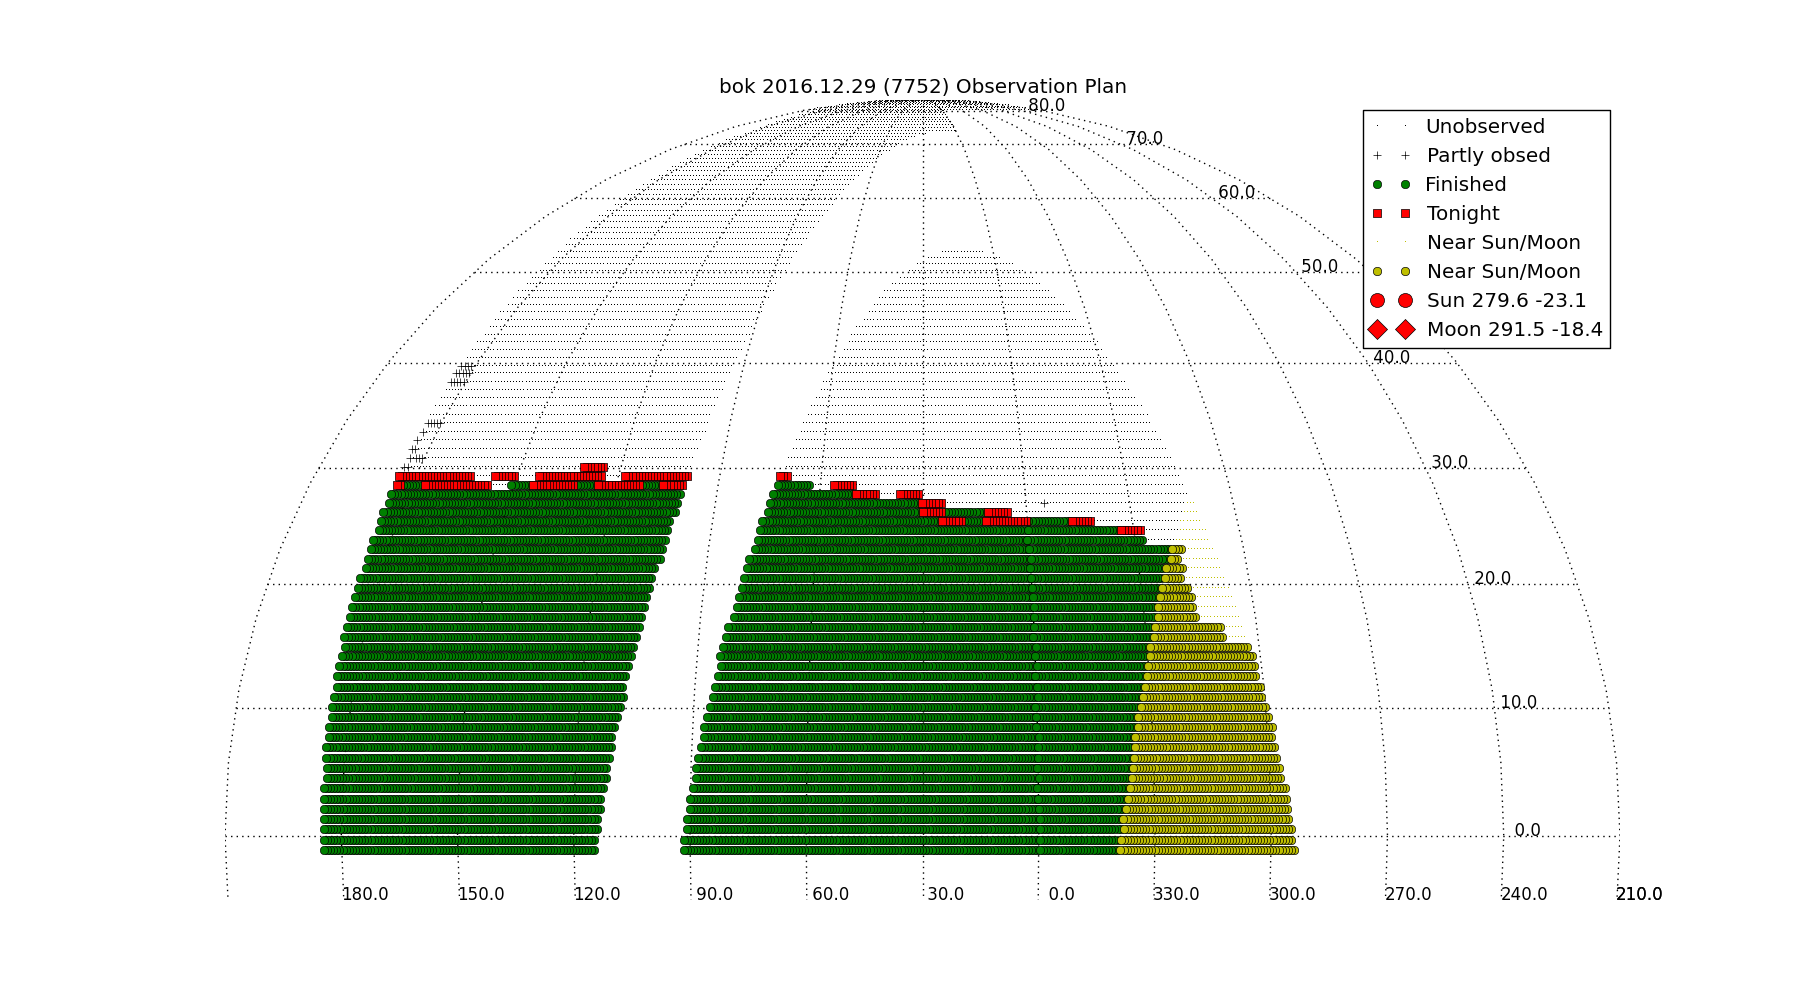 bok 2016.12.29 (7752) Observation Plan
80.0
70.0
60.0
50.0
40.0
30.0
20.0
10.0
0.0
Unobserved
Partly obsed
Finished
Tonight
Near Sun/Moon
Near Sun/Moon
Sun 279.6 -23.1
Moon 291.5 -18.4
180.0 150.0 120.0 90.0 60.0 30.0 0.0 330.0 300.0 270.0 240.0 210.0